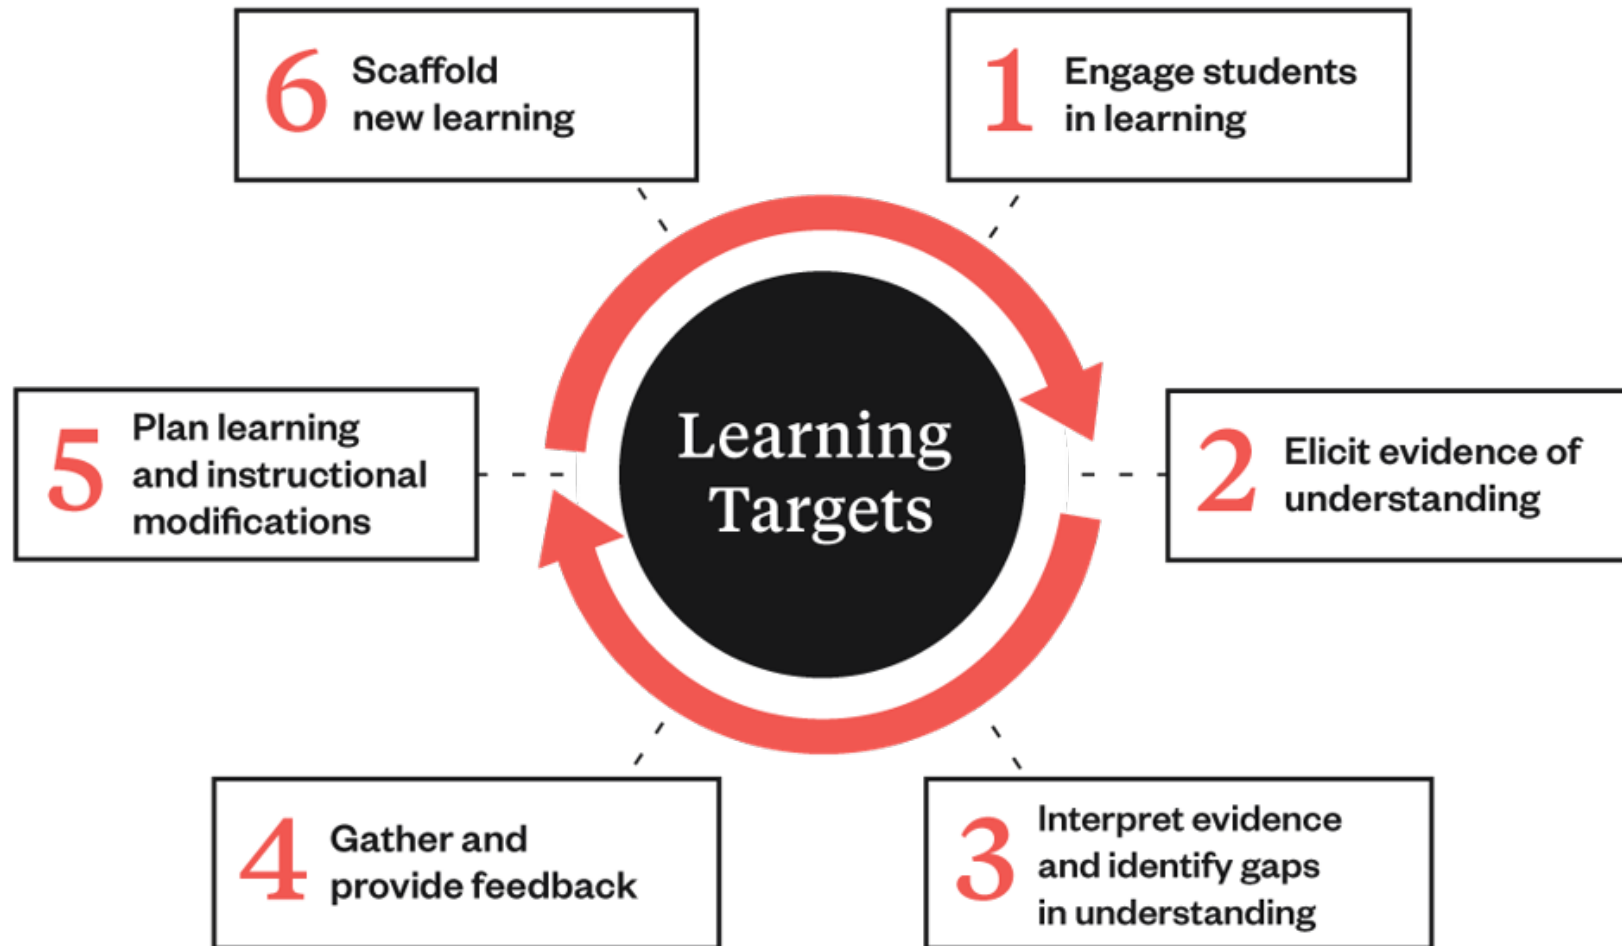 1
Engage students
in learning
2
Elicit evidence of
understanding
3
Interpret evidence
and identify gaps
in understanding
4
Gather and
provide feedback
5
Plan learning
and instructional
modifications
6
Scaffold
new learning
Learning
Targets